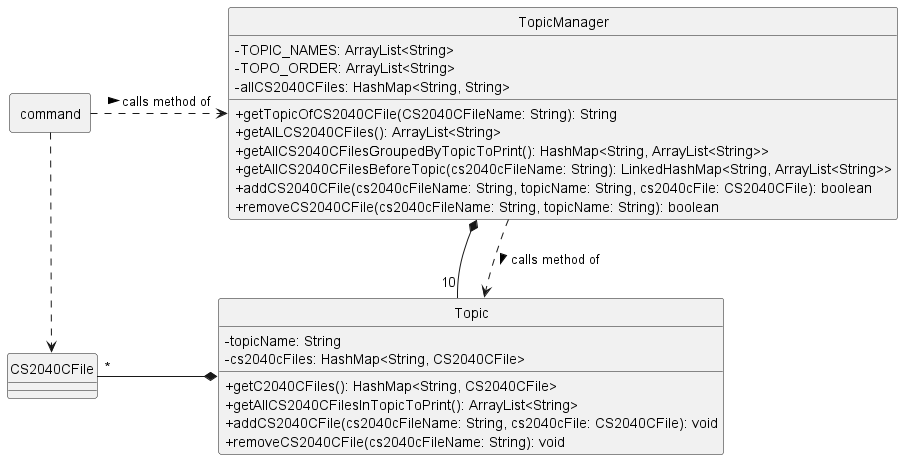 TopicManager
-TOPIC_NAMES: ArrayList<String>
-TOPO_ORDER: ArrayList<String>
-allCS2040CFiles: HashMap<String, String>
+getTopicOfCS2040CFile(CS2040CFileName: String): String
+getAlLCS2040CFiles(): ArrayList<String>
+getAllCS2040CFilesGroupedByTopicToPrint(): HashMap<String, ArrayList<String>>
+getAllCS2040CFilesBeforeTopic(cs2040cFileName: String): LinkedHashMap<String, ArrayList<String>>
+addCS2040CFile(cs2040cFileName: String, topicName: String, cs2040cFile: CS2040CFile): boolean
+removeCS2040CFile(cs2040cFileName: String, topicName: String): boolean
command
calls method of
calls method of
10
Topic
-topicName: String
-cs2040cFiles: HashMap<String, CS2040CFile>
+getC2040CFiles(): HashMap<String, CS2040CFile>
+getAllCS2040CFilesInTopicToPrint(): ArrayList<String>
+addCS2040CFile(cs2040cFileName: String, cs2040cFile: CS2040CFile): void
+removeCS2040CFile(cs2040cFileName: String): void
CS2040CFile
*